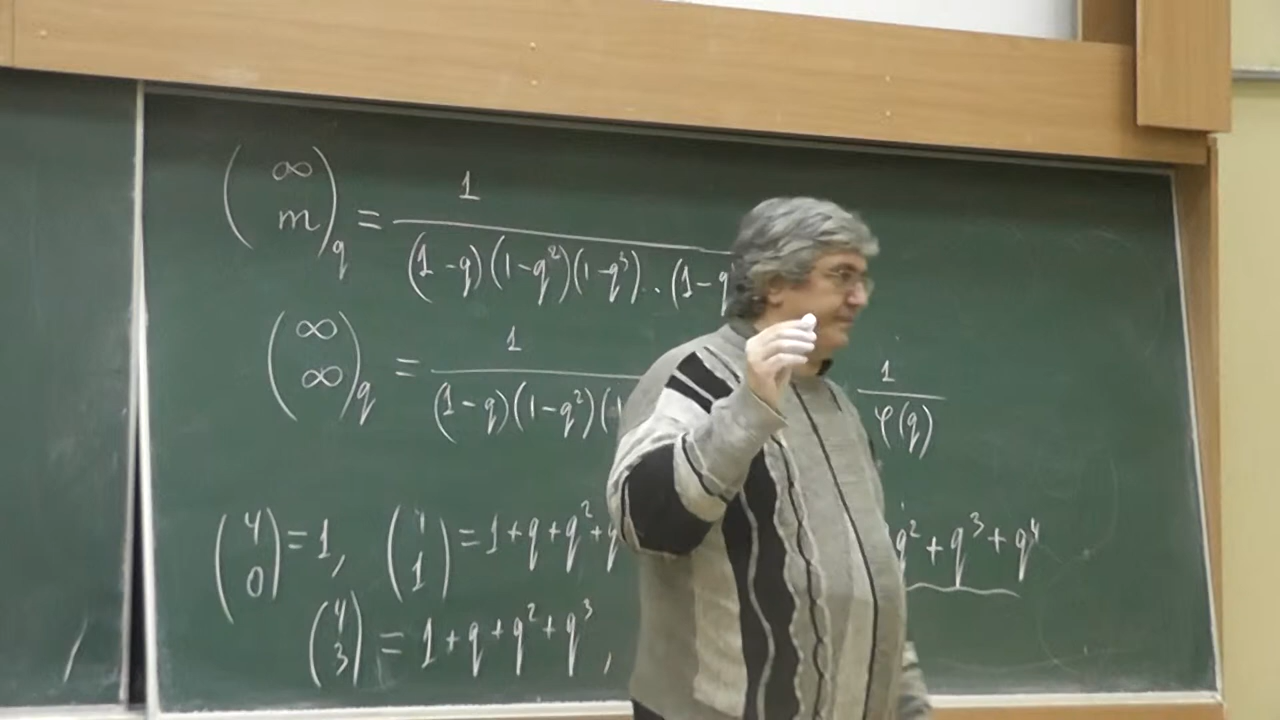 (∞ m)_q = 1 / (1-q)(1-q²)(1-q³)..(1-q
(∞ ∞)_q = 1 / (1-q)(1-q²)(1 1 / φ(q)
(4 0) = 1, ( 1) = 1+q+q²+q q²+q³+q⁴
(4 3) = 1+q+q²+q³,